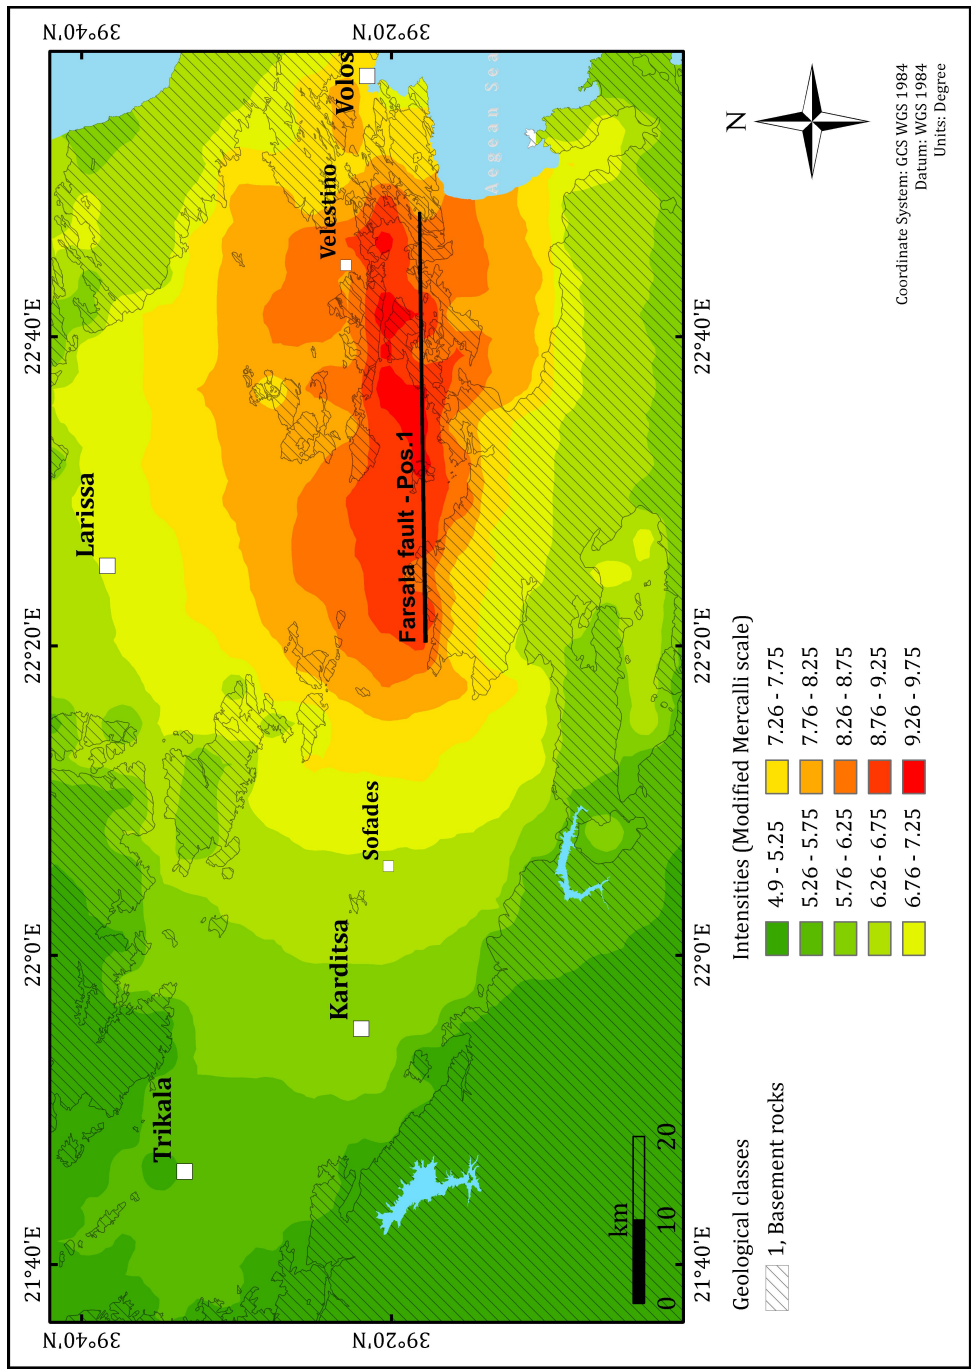 21°40'E
22°0'E
22°20'E
22°40'E
39°40'N
39°40'N
Larissa
Trikala
Velestino
Volos
Karditsa
Sofades
39°20'N
39°20'N
Farsala fault - Pos.1
Aegean Sea
km
0 10 20
21°40'E
22°0'E
22°20'E
22°40'E
Geological classes
1, Basement rocks
Intensities (Modified Mercalli scale)
4.9 - 5.25
5.26 - 5.75
5.76 - 6.25
6.26 - 6.75
6.76 - 7.25
7.26 - 7.75
7.76 - 8.25
8.26 - 8.75
8.76 - 9.25
9.26 - 9.75
N
Coordinate System: GCS WGS 1984
Datum: WGS 1984
Units: Degree